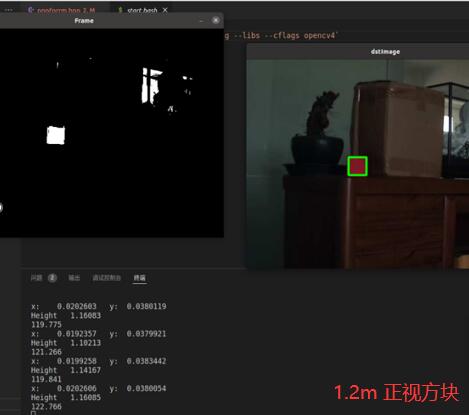 start.bash
Frame
g --libs --cflags opencv4`
dstImage
问题 2 输出 调试控制台 终端
x: 0.0202603 y: 0.0380119
Height 1.16083
119.775
x: 0.0192357 y: 0.0379921
Height 1.10213
121.266
x: 0.0199258 y: 0.0383442
Height 1.14167
119.841
x: 0.0202606 y: 0.0380054
Height 1.16085
122.766
1.2m 正视方块